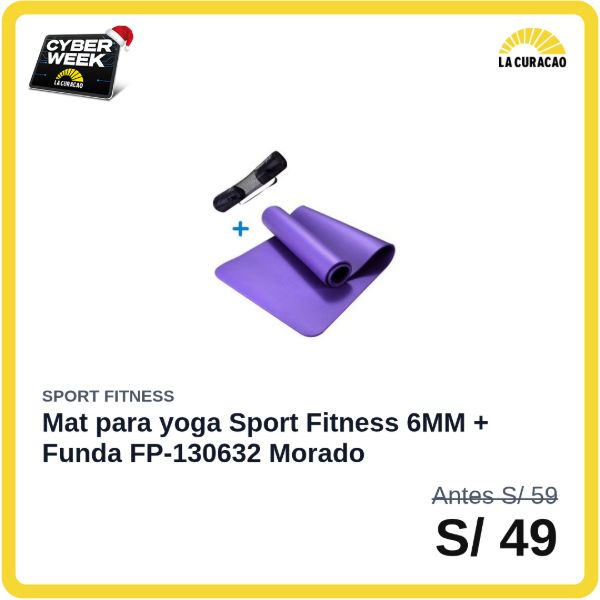 CYBER
WEEK
LA CURACAO
LA CURACAO
+
SPORT FITNESS
Mat para yoga Sport Fitness 6MM +
Funda FP-130632 Morado
Antes S/ 59
S/ 49